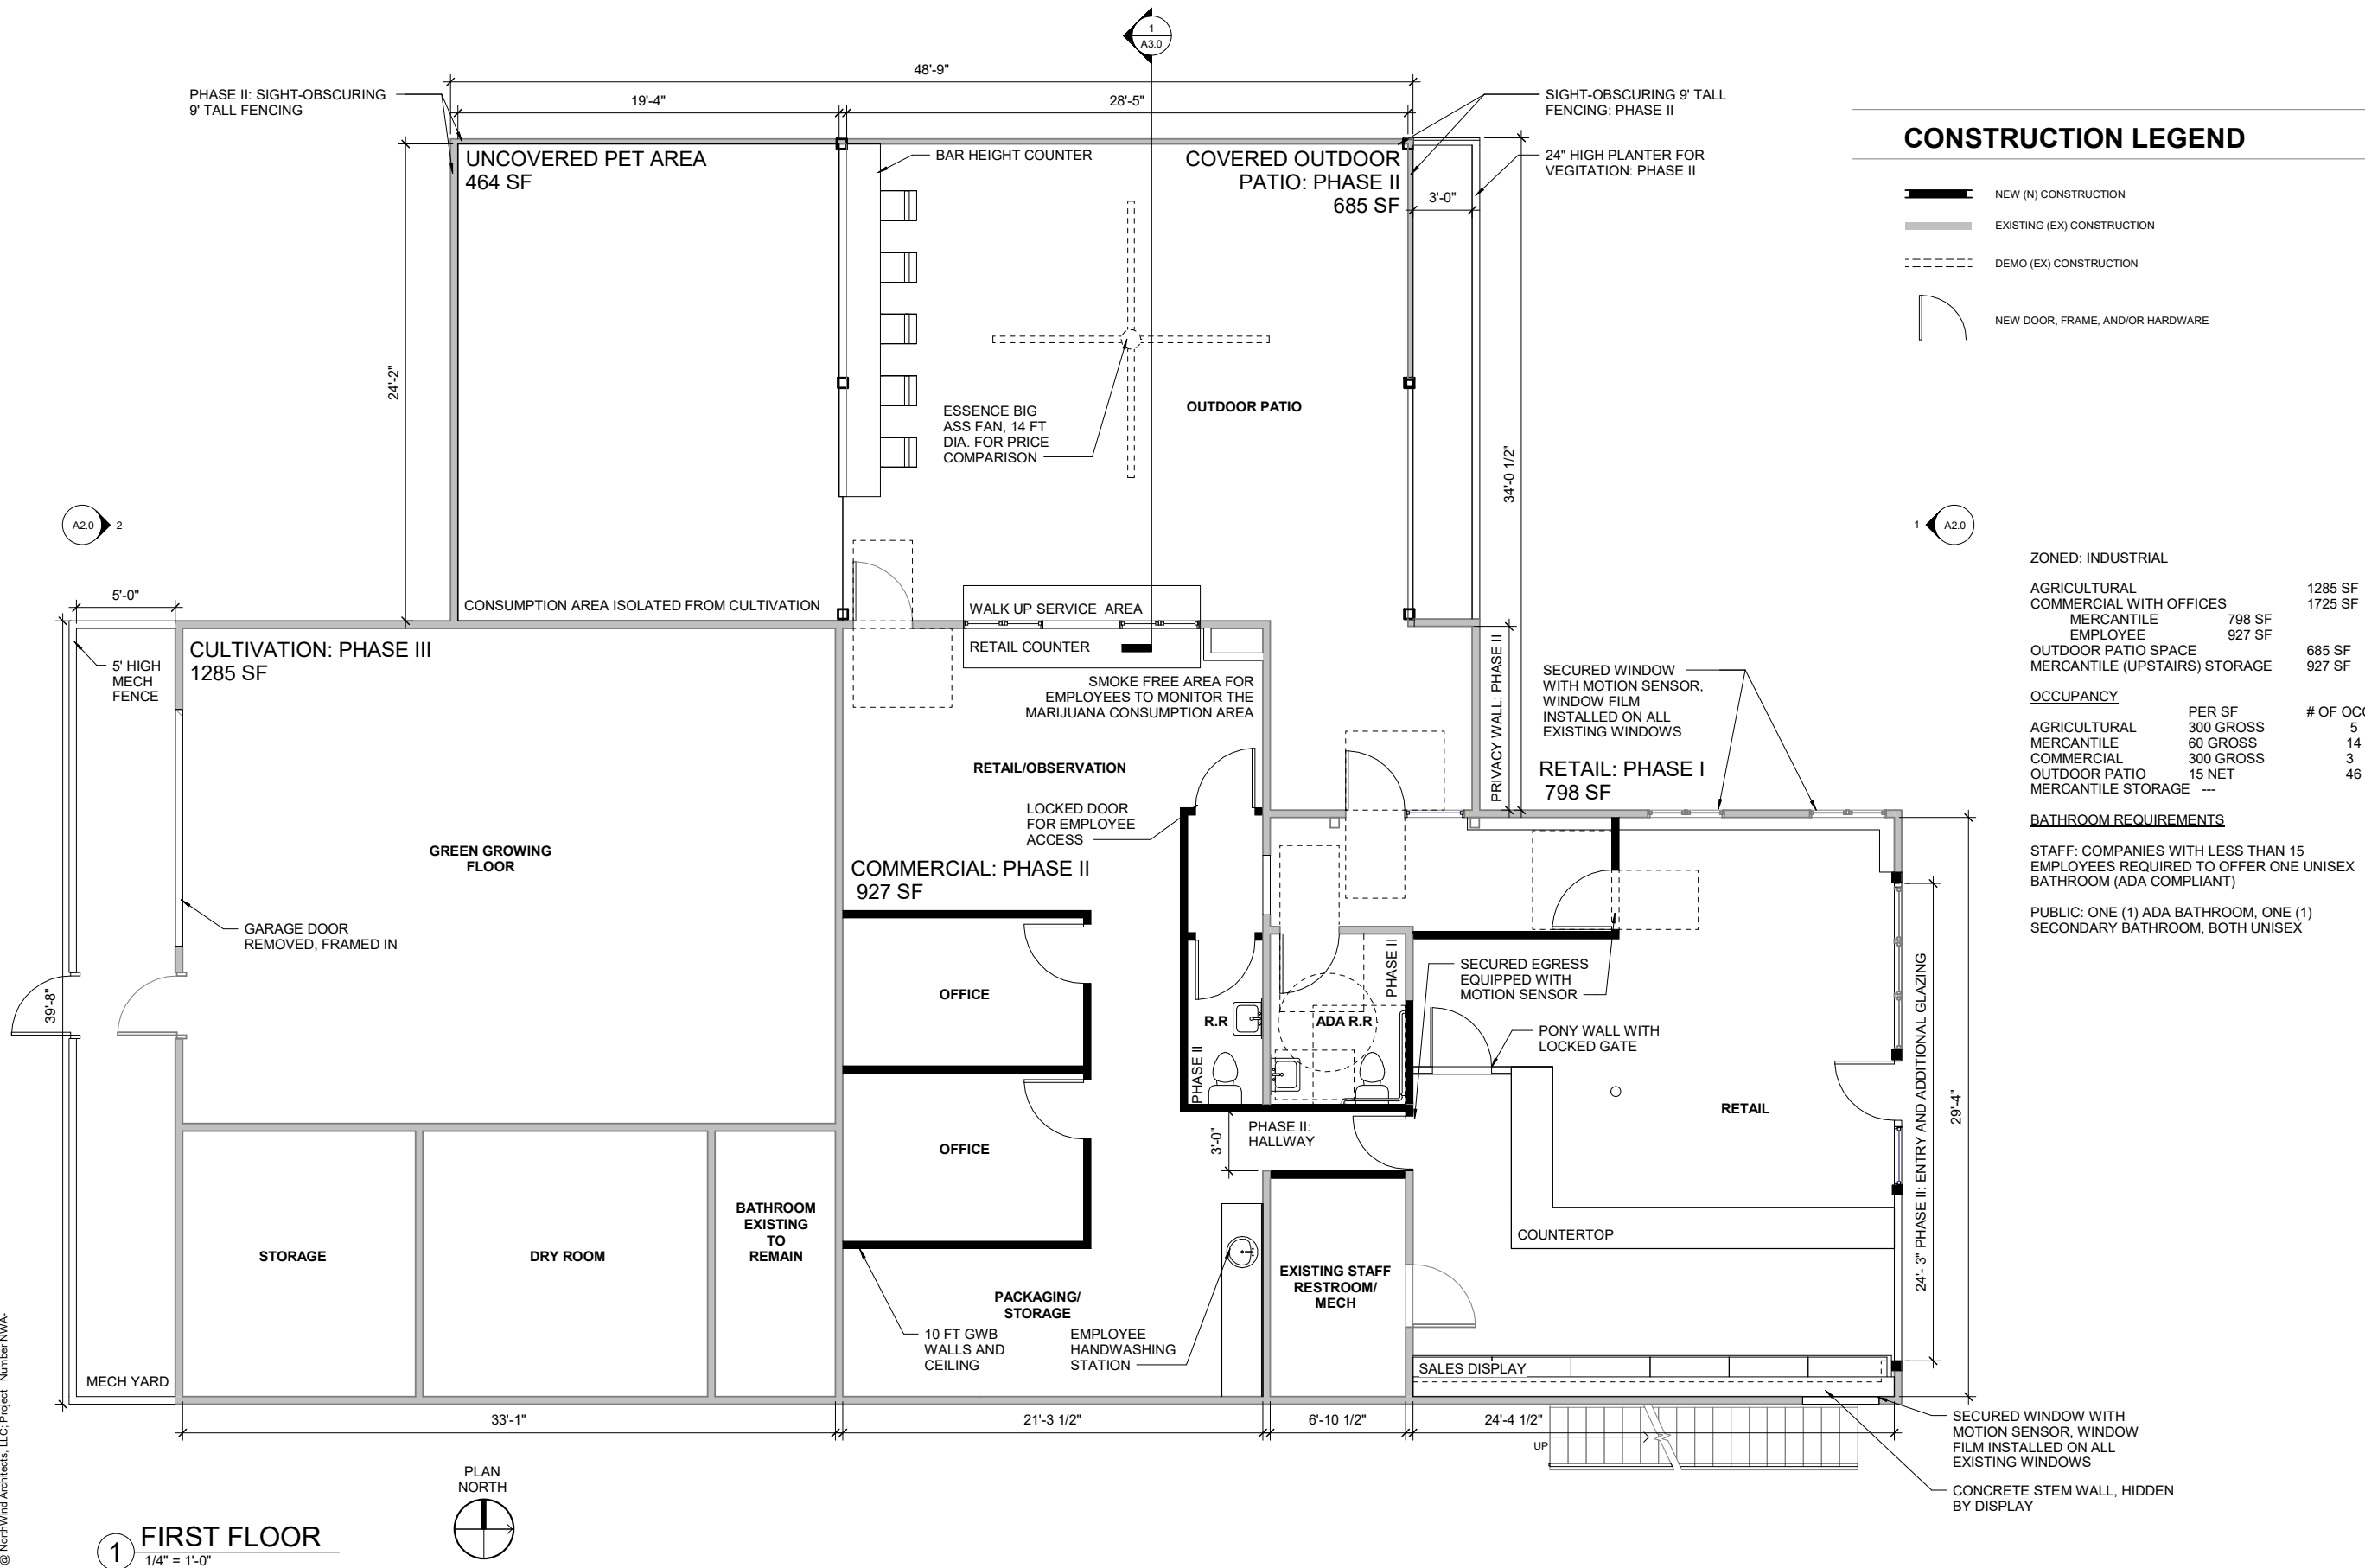 1
A3.0
48'-9"
19'-4"
28'-5"
PHASE II: SIGHT-OBSCURING
9' TALL FENCING
SIGHT-OBSCURING 9' TALL
FENCING: PHASE II
CONSTRUCTION LEGEND
NEW (N) CONSTRUCTION
EXISTING (EX) CONSTRUCTION
DEMO (EX) CONSTRUCTION
NEW DOOR, FRAME, AND/OR HARDWARE
UNCOVERED PET AREA
464 SF
BAR HEIGHT COUNTER
COVERED OUTDOOR
PATIO: PHASE II
685 SF
24" HIGH PLANTER FOR
VEGITATION: PHASE II
3'-0"
24'-2"
ESSENCE BIG
ASS FAN, 14 FT
DIA. FOR PRICE
COMPARISON
OUTDOOR PATIO
34'-0 1/2"
A2.0
2
1
A2.0
5'-0"
CONSUMPTION AREA ISOLATED FROM CULTIVATION
WALK UP SERVICE AREA
RETAIL COUNTER
CULTIVATION: PHASE III
1285 SF
5' HIGH
MECH
FENCE
SMOKE FREE AREA FOR
EMPLOYEES TO MONITOR THE
MARIJUANA CONSUMPTION AREA
PRIVACY WALL: PHASE II
SECURED WINDOW
WITH MOTION SENSOR,
WINDOW FILM
INSTALLED ON ALL
EXISTING WINDOWS
RETAIL: PHASE I
798 SF
RETAIL/OBSERVATION
LOCKED DOOR
FOR EMPLOYEE
ACCESS
GREEN GROWING
FLOOR
COMMERCIAL: PHASE II
927 SF
GARAGE DOOR
REMOVED, FRAMED IN
39'-8"
OFFICE
R.R
PHASE II
ADA R.R
PHASE II
SECURED EGRESS
EQUIPPED WITH
MOTION SENSOR
PONY WALL WITH
LOCKED GATE
RETAIL
24'- 3" PHASE II: ENTRY AND ADDITIONAL GLAZING
29'-4"
OFFICE
3'-0"
PHASE II:
HALLWAY
COUNTERTOP
STORAGE
DRY ROOM
BATHROOM
EXISTING
TO
REMAIN
PACKAGING/
STORAGE
10 FT GWB
WALLS AND
CEILING
EMPLOYEE
HANDWASHING
STATION
EXISTING STAFF
RESTROOM/
MECH
SALES DISPLAY
MECH YARD
33'-1"
21'-3 1/2"
6'-10 1/2"
24'-4 1/2"
UP
SECURED WINDOW WITH
MOTION SENSOR, WINDOW
FILM INSTALLED ON ALL
EXISTING WINDOWS
CONCRETE STEM WALL, HIDDEN
BY DISPLAY
ZONED: INDUSTRIAL
AGRICULTURAL 1285 SF
COMMERCIAL WITH OFFICES 1725 SF
MERCANTILE 798 SF
EMPLOYEE 927 SF
OUTDOOR PATIO SPACE 685 SF
MERCANTILE (UPSTAIRS) STORAGE 927 SF
OCCUPANCY
PER SF # OF OCC
AGRICULTURAL 300 GROSS 5
MERCANTILE 60 GROSS 14
COMMERCIAL 300 GROSS 3
OUTDOOR PATIO 15 NET 46
MERCANTILE STORAGE ---
BATHROOM REQUIREMENTS
STAFF: COMPANIES WITH LESS THAN 15
EMPLOYEES REQUIRED TO OFFER ONE UNISEX
BATHROOM (ADA COMPLIANT)
PUBLIC: ONE (1) ADA BATHROOM, ONE (1)
SECONDARY BATHROOM, BOTH UNISEX
PLAN
NORTH
1
FIRST FLOOR
1/4" = 1'-0"
@ NorthWind Architects, LLC; Project Number NWA-